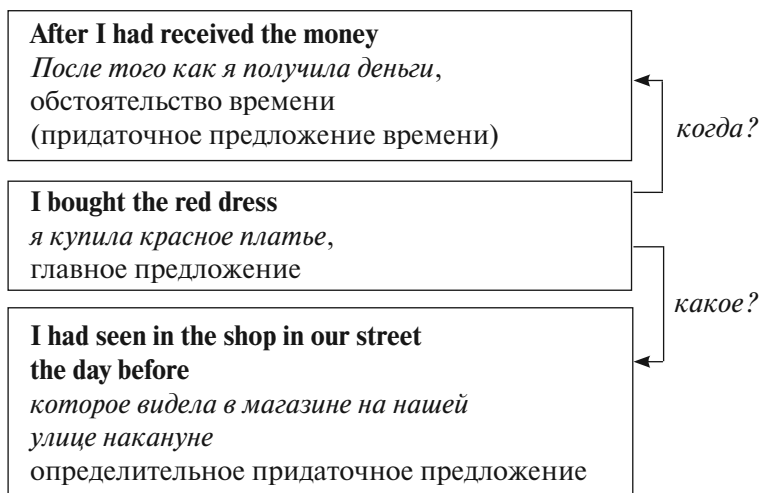 After I had received the money
После того как я получила деньги,
обстоятельство времени
(придаточное предложение времени)
когда?
I bought the red dress
я купила красное платье,
главное предложение
какое?
I had seen in the shop in our street
the day before
которое видела в магазине на нашей
улице накануне
определительное придаточное предложение